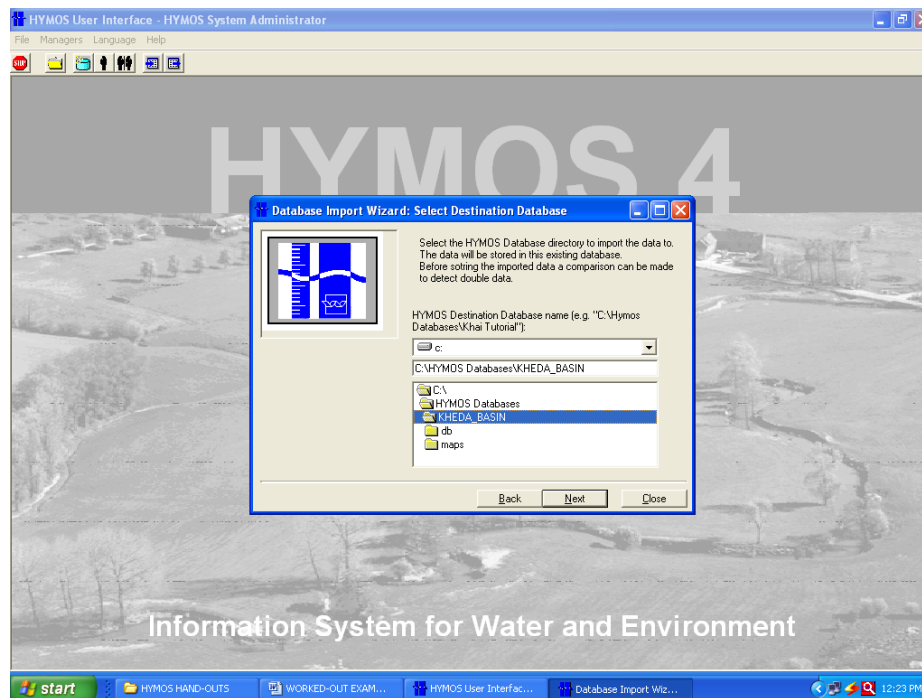 HYMOS User Interface - HYMOS System Administrator
File Managers Language Help
STOP
HYMOS 4
Database Import Wizard: Select Destination Database
Select the HYMOS Database directory to import the data to.
The data will be stored in this existing database.
Before sotring the imported data a comparison can be made
to detect double data.
HYMOS Destination Database name (e.g. "C:\Hymos
Databases\Khai Tutorial"):
c:
C:\HYMOS Databases\KHEDA_BASIN
C:\
HYMOS Databases
KHEDA_BASIN
db
maps
Back Next Close
Information System for Water and Environment
start HYMOS HAND-OUTS WORKED-OUT EXAM... HYMOS User Interfac... Database Import Wiz... 12:23 PM